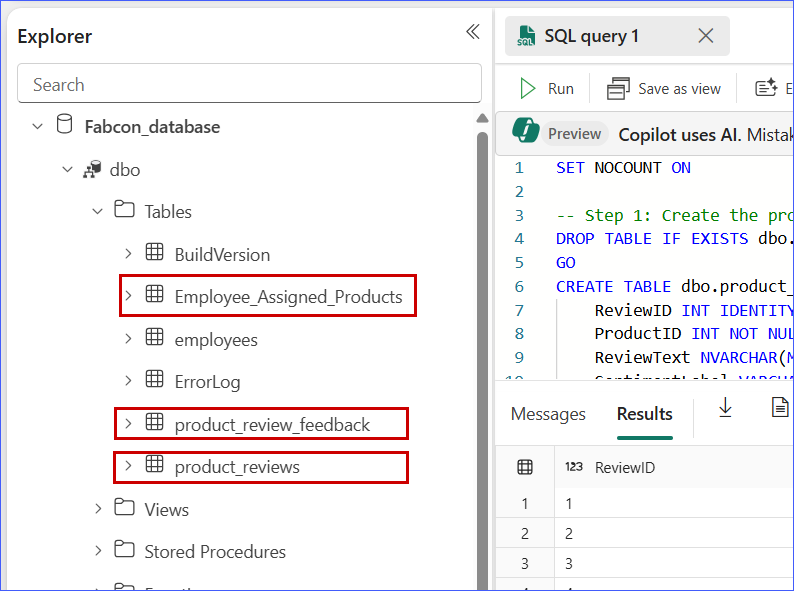 Explorer
Search
Fabcon_database
dbo
Tables
BuildVersion
Employee_Assigned_Products
employees
ErrorLog
product_review_feedback
product_reviews
Views
Stored Procedures
SQL
SQL query 1
Run
Save as view
Preview
Copilot uses AI. Mistak
1 SET NOCOUNT ON
2
3 -- Step 1: Create the pro
4 DROP TABLE IF EXISTS dbo.
5 GO
6 CREATE TABLE dbo.product_
7 ReviewID INT IDENTITY
8 ProductID INT NOT NUL
9 ReviewText NVARCHAR(M
Messages
Results
123 ReviewID
1 1
2 2
3 3